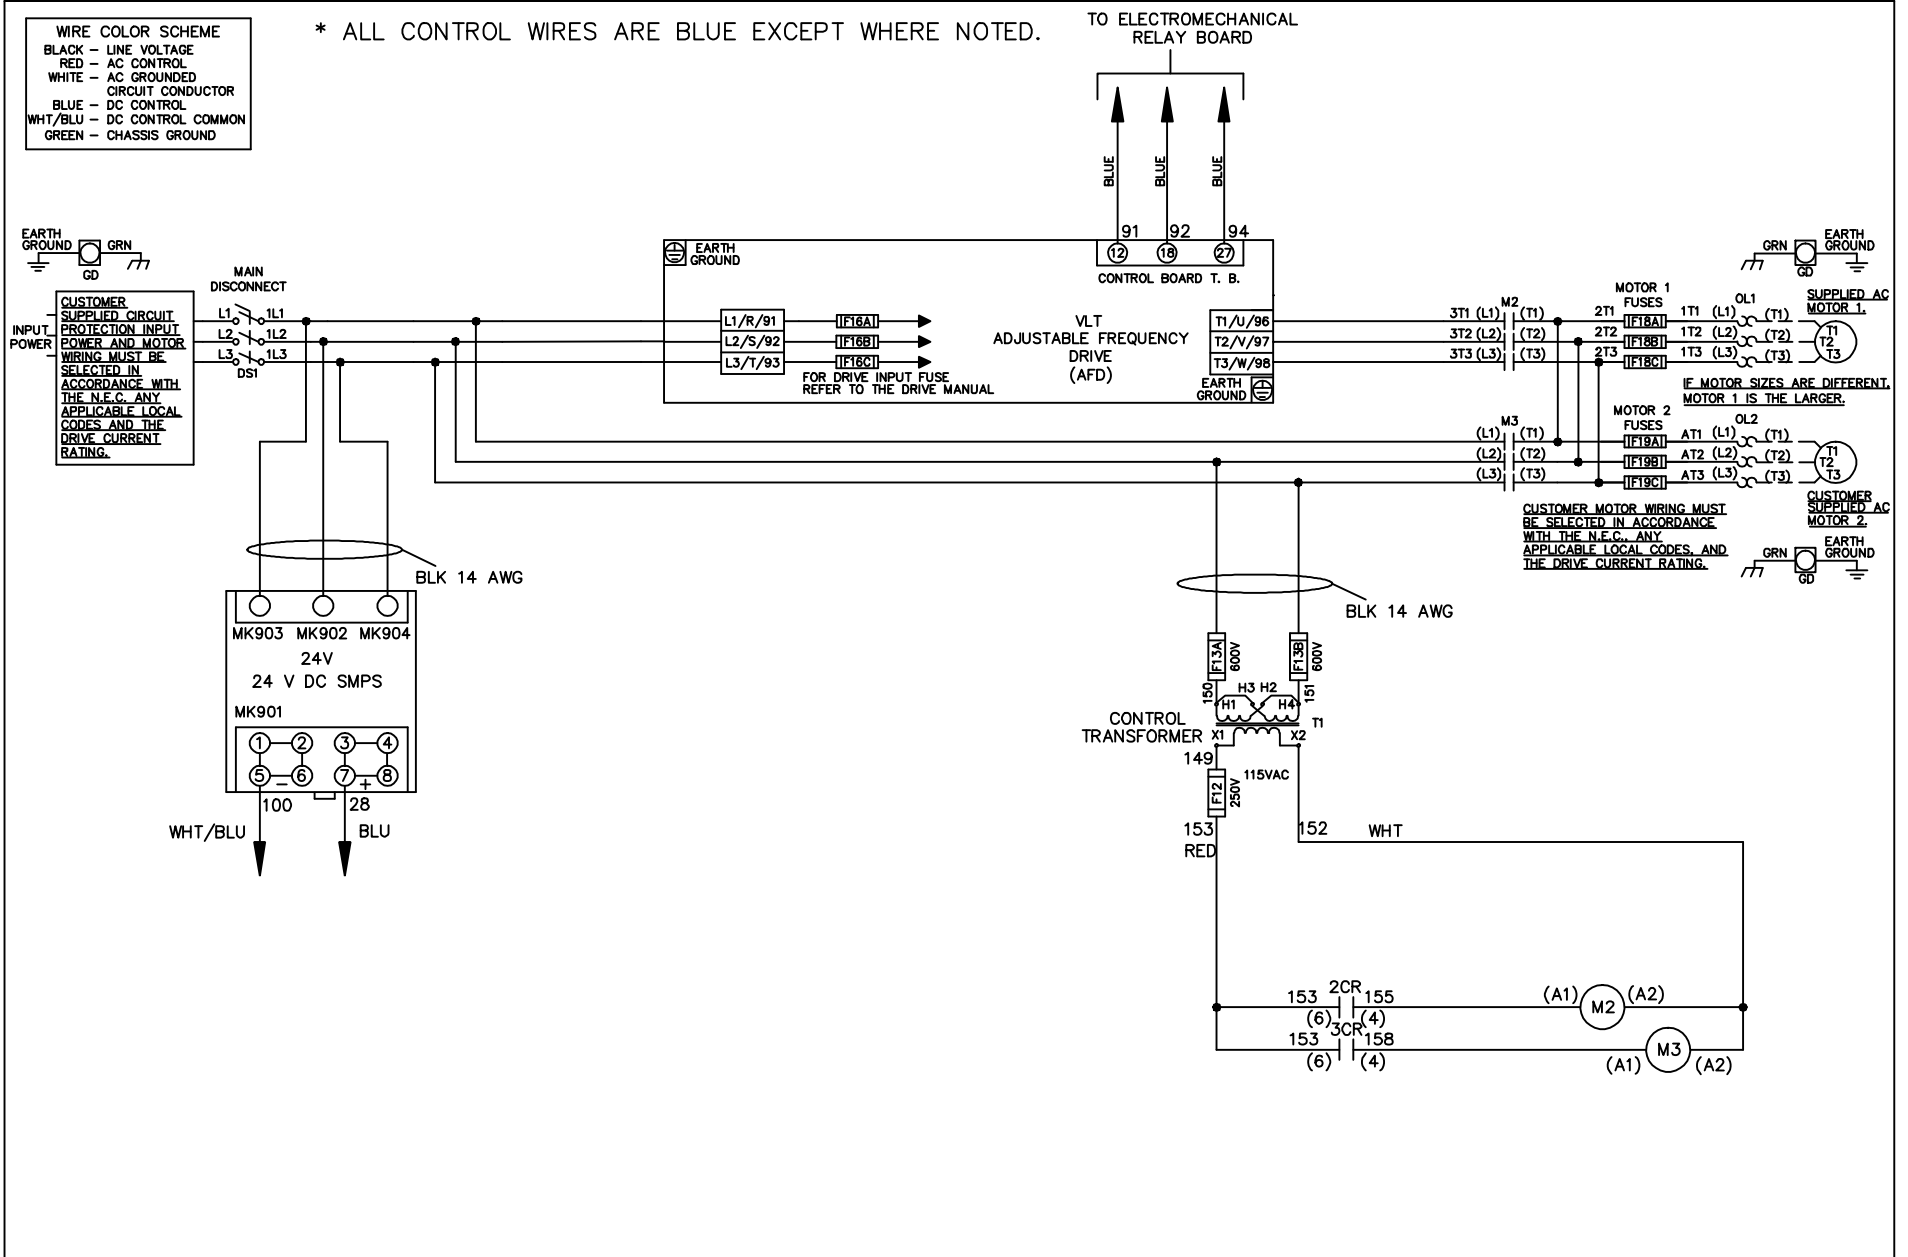 WIRE COLOR SCHEME
BLACK – LINE VOLTAGE
RED – AC CONTROL
WHITE – AC GROUNDED
CIRCUIT CONDUCTOR
BLUE – DC CONTROL
WHT/BLU – DC CONTROL COMMON
GREEN – CHASSIS GROUND
* ALL CONTROL WIRES ARE BLUE EXCEPT WHERE NOTED.
TO ELECTROMECHANICAL
RELAY BOARD
BLUE
BLUE
BLUE
91 92 94
12 18 27
CONTROL BOARD T. B.
EARTH
GROUND
GRN
GD
CUSTOMER
SUPPLIED CIRCUIT
PROTECTION INPUT
POWER AND MOTOR
WIRING MUST BE
SELECTED IN
ACCORDANCE WITH
THE N.E.C. ANY
APPLICABLE LOCAL
CODES AND THE
DRIVE CURRENT
RATING.
INPUT
POWER
MAIN
DISCONNECT
L1 1L1
L2 1L2
L3 1L3
DS1
EARTH
GROUND
L1/R/91
L2/S/92
L3/T/93
F16A
F16B
F16C
FOR DRIVE INPUT FUSE
REFER TO THE DRIVE MANUAL
VLT
ADJUSTABLE FREQUENCY
DRIVE
(AFD)
T1/U/96
T2/V/97
T3/W/98
EARTH
GROUND
M2
3T1 (L1) (T1)
3T2 (L2) (T2)
3T3 (L3) (T3)
MOTOR 1
FUSES
2T1 F18A 1T1 (L1) (T1)
2T2 F18B 1T2 (L2) (T2)
2T3 F18C 1T3 (L3) (T3)
OL1
T1
T2
T3
GRN
GD
EARTH
GROUND
SUPPLIED AC
MOTOR 1.
IF MOTOR SIZES ARE DIFFERENT,
MOTOR 1 IS THE LARGER.
M3
(L1) (T1)
(L2) (T2)
(L3) (T3)
MOTOR 2
FUSES
F19A AT1 (L1) (T1)
F19B AT2 (L2) (T2)
F19C AT3 (L3) (T3)
OL2
T1
T2
T3
CUSTOMER
SUPPLIED AC
MOTOR 2.
CUSTOMER MOTOR WIRING MUST
BE SELECTED IN ACCORDANCE
WITH THE N.E.C., ANY
APPLICABLE LOCAL CODES, AND
THE DRIVE CURRENT RATING.
GRN
GD
EARTH
GROUND
BLK 14 AWG
MK903 MK902 MK904
24V
24 V DC SMPS
MK901
1 2 3 4
5 6 7 8
– +
100 28
WHT/BLU BLU
BLK 14 AWG
F13A
600V
F13B
600V
150
151
H3 H2
H1 H4
CONTROL
TRANSFORMER
T1
X1 X2
149
115VAC
F12
250V
153
RED
152 WHT
153 2CR 155
(6) (4)
(A1) M2 (A2)
153 3CR 158
(6) (4)
(A1) M3 (A2)